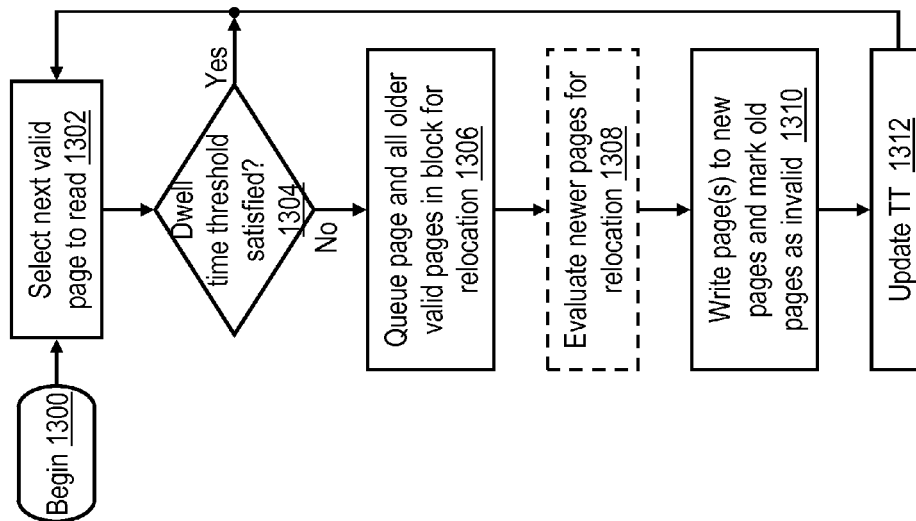 Begin 1300
Select next valid
page to read 1302
Dwell
time threshold
satisfied?
1304
Yes
No
Queue page and all older
valid pages in block for
relocation 1306
Evaluate newer pages for
relocation 1308
Write page(s) to new
pages and mark old
pages as invalid 1310
Update TT 1312